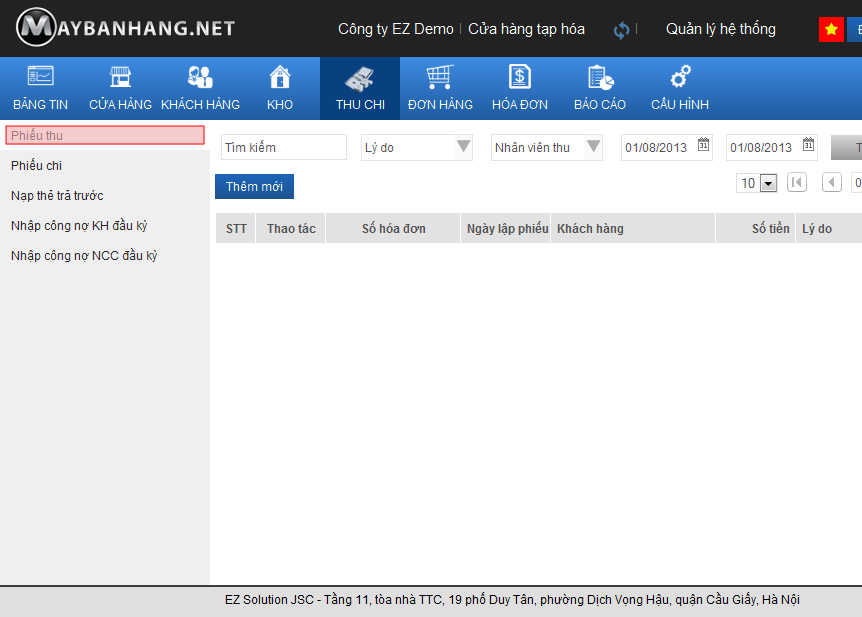 MAYBANHANG.NET
Công ty EZ Demo | Cửa hàng tạp hóa | Quản lý hệ thống
BẢNG TIN CỬA HÀNG KHÁCH HÀNG KHO THU CHI ĐƠN HÀNG HÓA ĐƠN BÁO CÁO CẤU HÌNH
Phiếu thu
Phiếu chi
Nạp thẻ trả trước
Nhập công nợ KH đầu kỳ
Nhập công nợ NCC đầu kỳ
Tìm kiếm Lý do Nhân viên thu 01/08/2013 31 01/08/2013 31 T
Thêm mới 10 0
STT Thao tác Số hóa đơn Ngày lập phiếu Khách hàng Số tiền Lý do
EZ Solution JSC - Tầng 11, tòa nhà TTC, 19 phố Duy Tân, phường Dịch Vọng Hậu, quận Cầu Giấy, Hà Nội